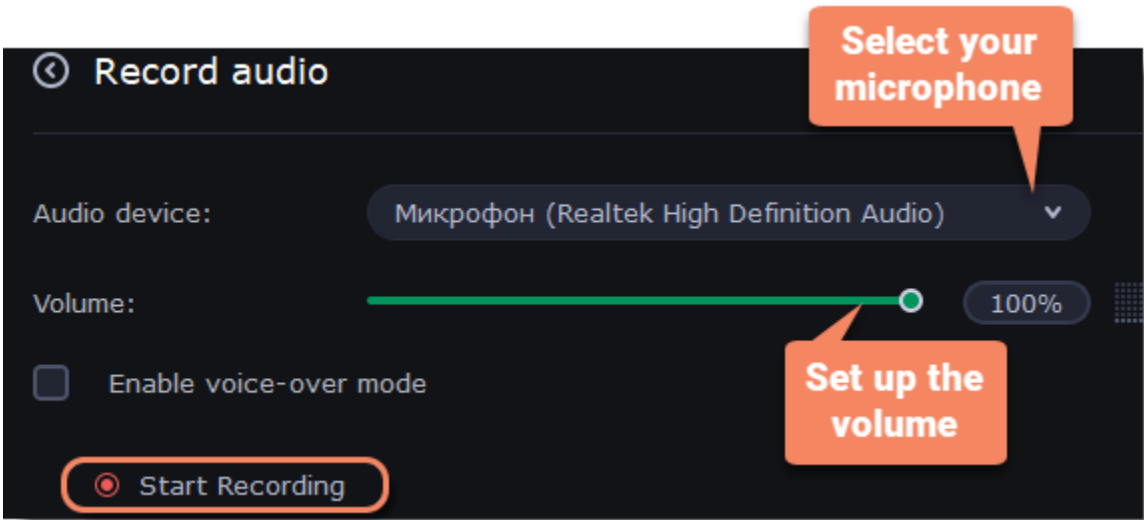 Select your
microphone
Record audio
Audio device:
Микрофон (Realtek High Definition Audio)
Volume:
100%
Set up the
volume
Enable voice-over mode
Start Recording